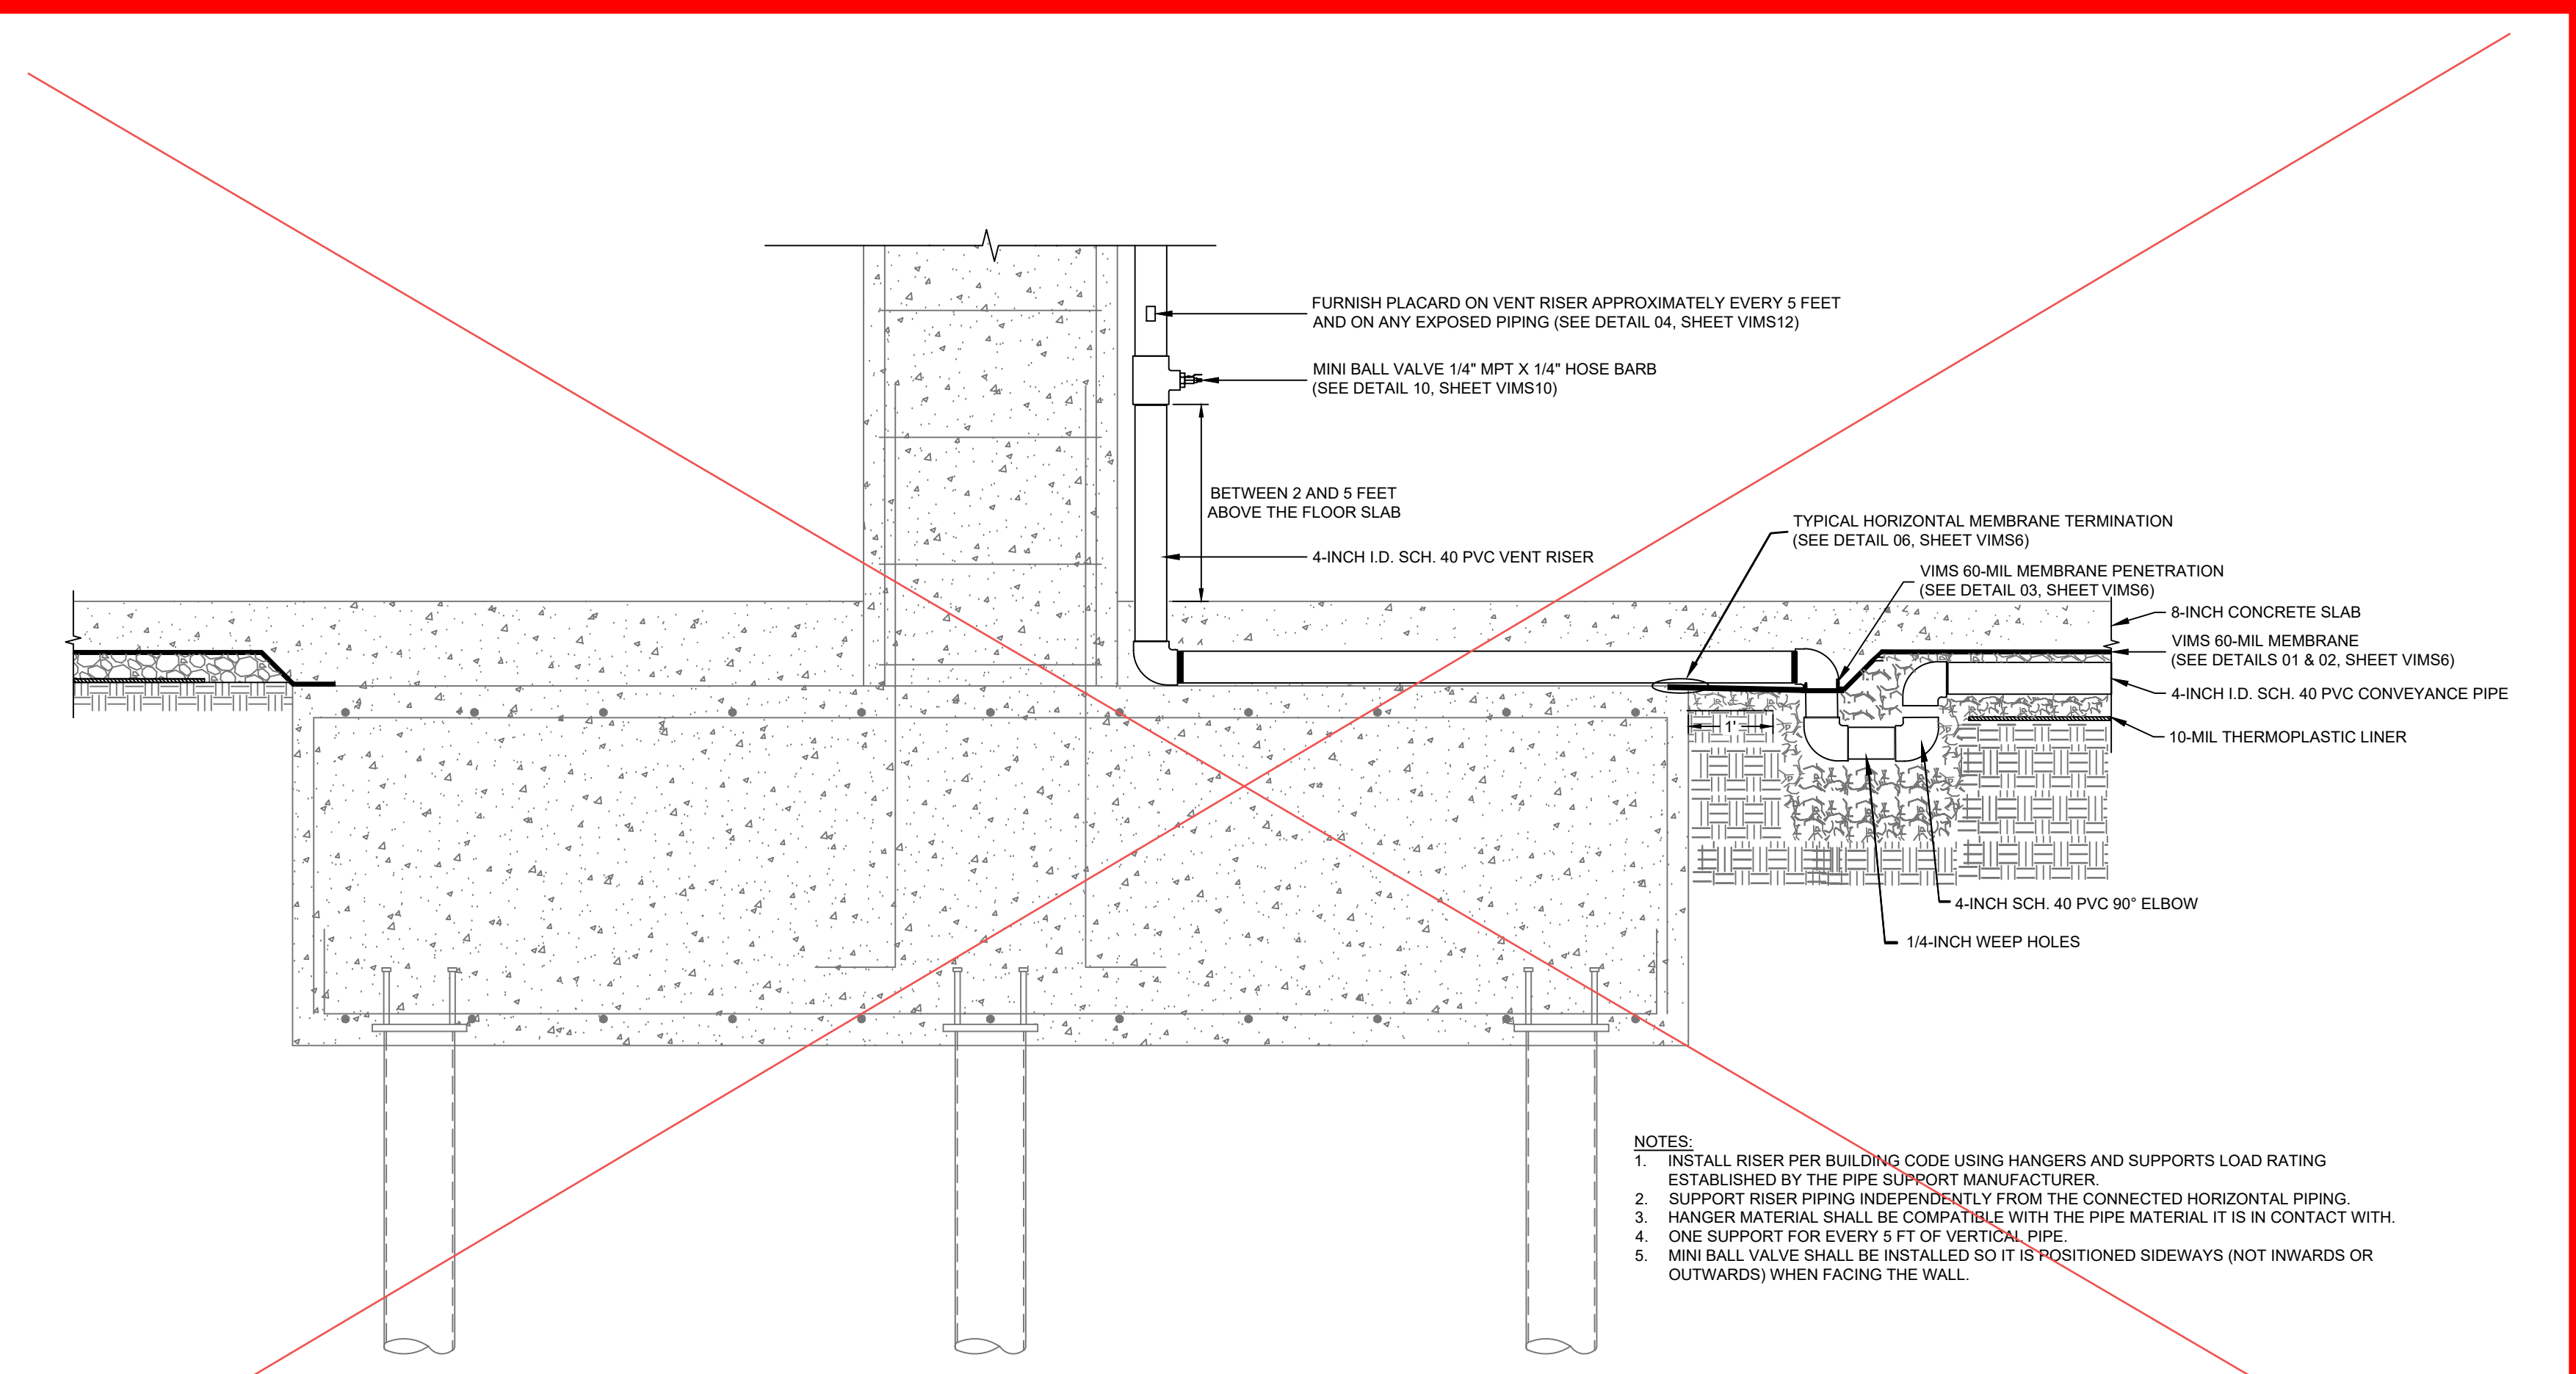 FURNISH PLACARD ON VENT RISER APPROXIMATELY EVERY 5 FEET
AND ON ANY EXPOSED PIPING (SEE DETAIL 04, SHEET VIMS12)
MINI BALL VALVE 1/4" MPT X 1/4" HOSE BARB
(SEE DETAIL 10, SHEET VIMS10)
BETWEEN 2 AND 5 FEET
ABOVE THE FLOOR SLAB
4-INCH I.D. SCH. 40 PVC VENT RISER
TYPICAL HORIZONTAL MEMBRANE TERMINATION
(SEE DETAIL 06, SHEET VIMS6)
VIMS 60-MIL MEMBRANE PENETRATION
(SEE DETAIL 03, SHEET VIMS6)
8-INCH CONCRETE SLAB
VIMS 60-MIL MEMBRANE
(SEE DETAILS 01 & 02, SHEET VIMS6)
4-INCH I.D. SCH. 40 PVC CONVEYANCE PIPE
1'
10-MIL THERMOPLASTIC LINER
4-INCH SCH. 40 PVC 90° ELBOW
1/4-INCH WEEP HOLES
NOTES:
1. INSTALL RISER PER BUILDING CODE USING HANGERS AND SUPPORTS LOAD RATING
ESTABLISHED BY THE PIPE SUPPORT MANUFACTURER.
2. SUPPORT RISER PIPING INDEPENDENTLY FROM THE CONNECTED HORIZONTAL PIPING.
3. HANGER MATERIAL SHALL BE COMPATIBLE WITH THE PIPE MATERIAL IT IS IN CONTACT WITH.
4. ONE SUPPORT FOR EVERY 5 FT OF VERTICAL PIPE.
5. MINI BALL VALVE SHALL BE INSTALLED SO IT IS POSITIONED SIDEWAYS (NOT INWARDS OR
OUTWARDS) WHEN FACING THE WALL.